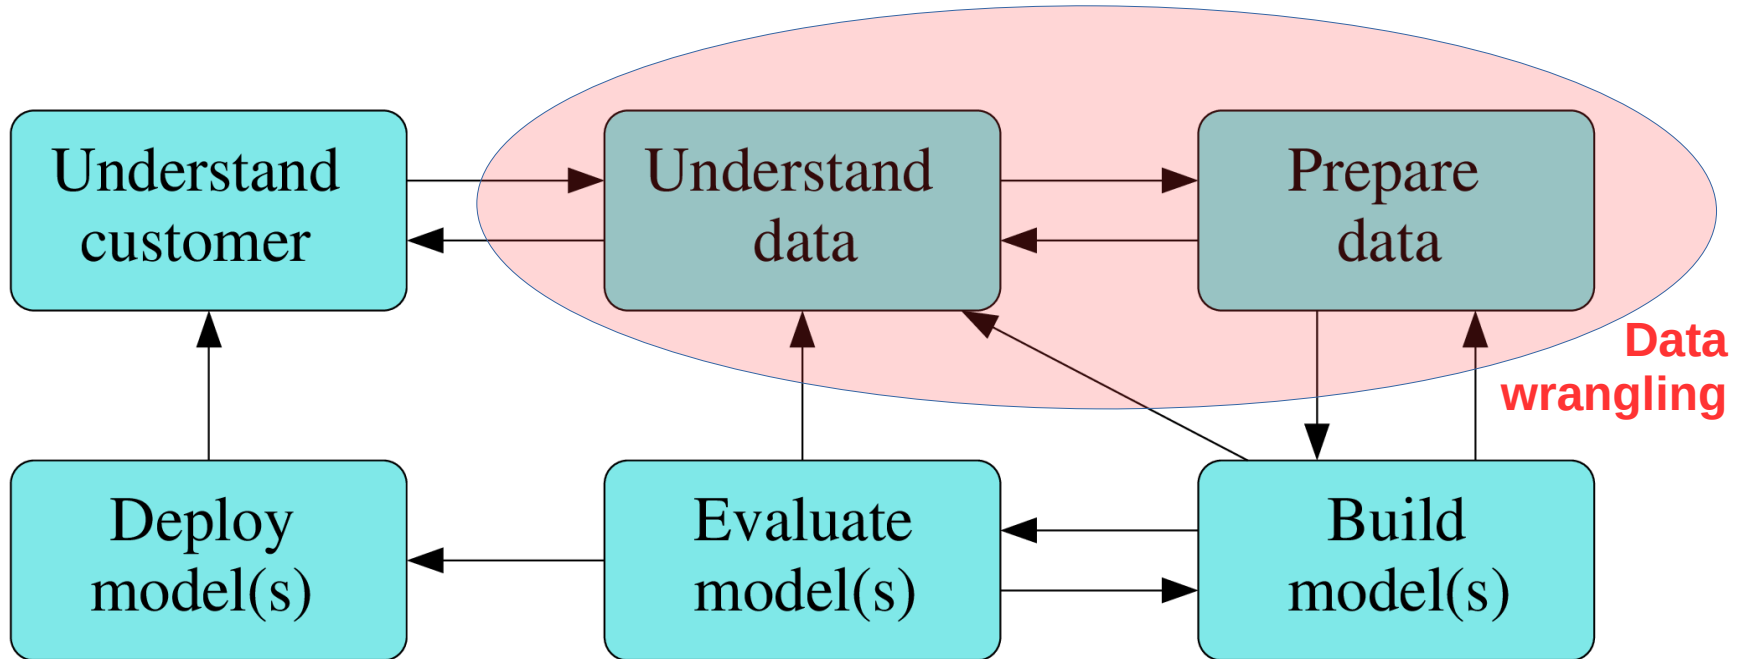 Understand
customer
Understand
data
Prepare
data
Data
wrangling
Deploy
model(s)
Evaluate
model(s)
Build
model(s)